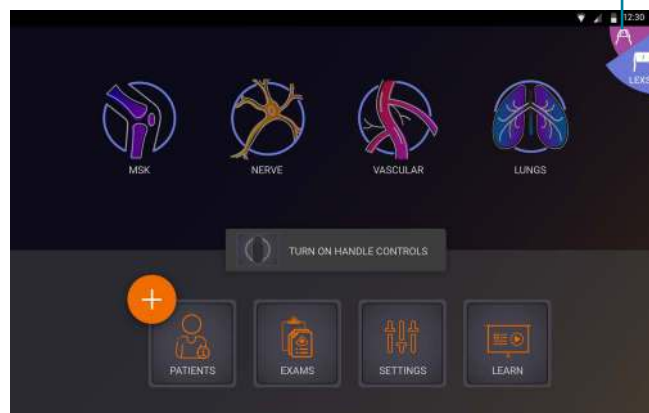 12:30
MSK
NERVE
VASCULAR
LUNGS
TURN ON HANDLE CONTROLS
PATIENTS
EXAMS
SETTINGS
LEARN